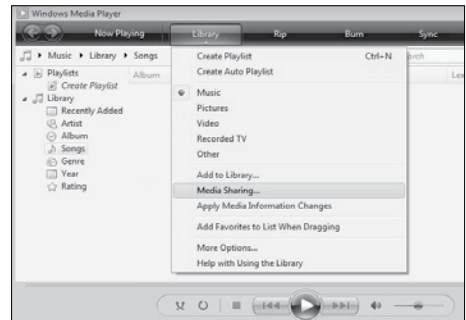 Windows Media Player
Now Playing Library Rip Burn Sync
Music Library Songs
Playlists
Create Playlist
Library
Recently Added
Artist
Album
Songs
Genre
Year
Rating
Album
Create Playlist Ctrl+N
Create Auto Playlist
Music
Pictures
Video
Recorded TV
Other
Add to Library...
Media Sharing...
Apply Media Information Changes
Add Favorites to List When Dragging
More Options...
Help with Using the Library